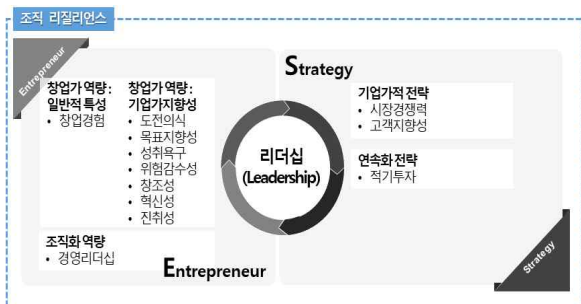 조직 리질리언스
Entrepreneur
창업가 역량 :
일반적 특성
• 창업경험
창업가 역량 :
기업가지향성
• 도전의식
• 목표지향성
• 성취욕구
• 위험감수성
• 창조성
• 혁신성
• 진취성
조직화 역량
• 경영리더십
Entrepreneur
리더십
(Leadership)
Strategy
기업가적 전략
• 시장경쟁력
• 고객지향성
연속화 전략
• 적기투자
Strategy